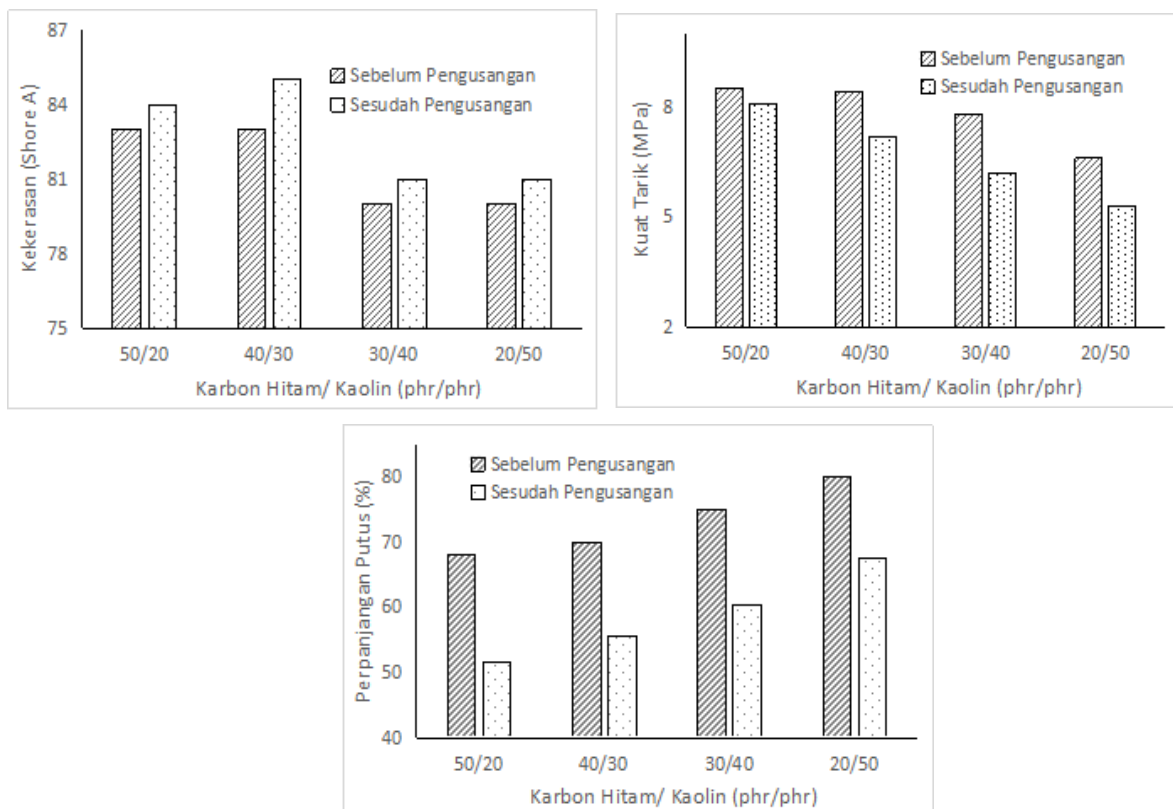 Kekerasan (Shore A)
87
84
81
78
75
Sebelum Pengusangan
Sesudah Pengusangan
50/20 40/30 30/40 20/50
Karbon Hitam/ Kaolin (phr/phr)
Kuat Tarik (MPa)
8
5
2
Sebelum Pengusangan
Sesudah Pengusangan
50/20 40/30 30/40 20/50
Karbon Hitam/ Kaolin (phr/phr)
Perpanjangan Putus (%)
80
70
60
50
40
Sebelum Pengusangan
Sesudah Pengusangan
50/20 40/30 30/40 20/50
Karbon Hitam/ Kaolin (phr/phr)